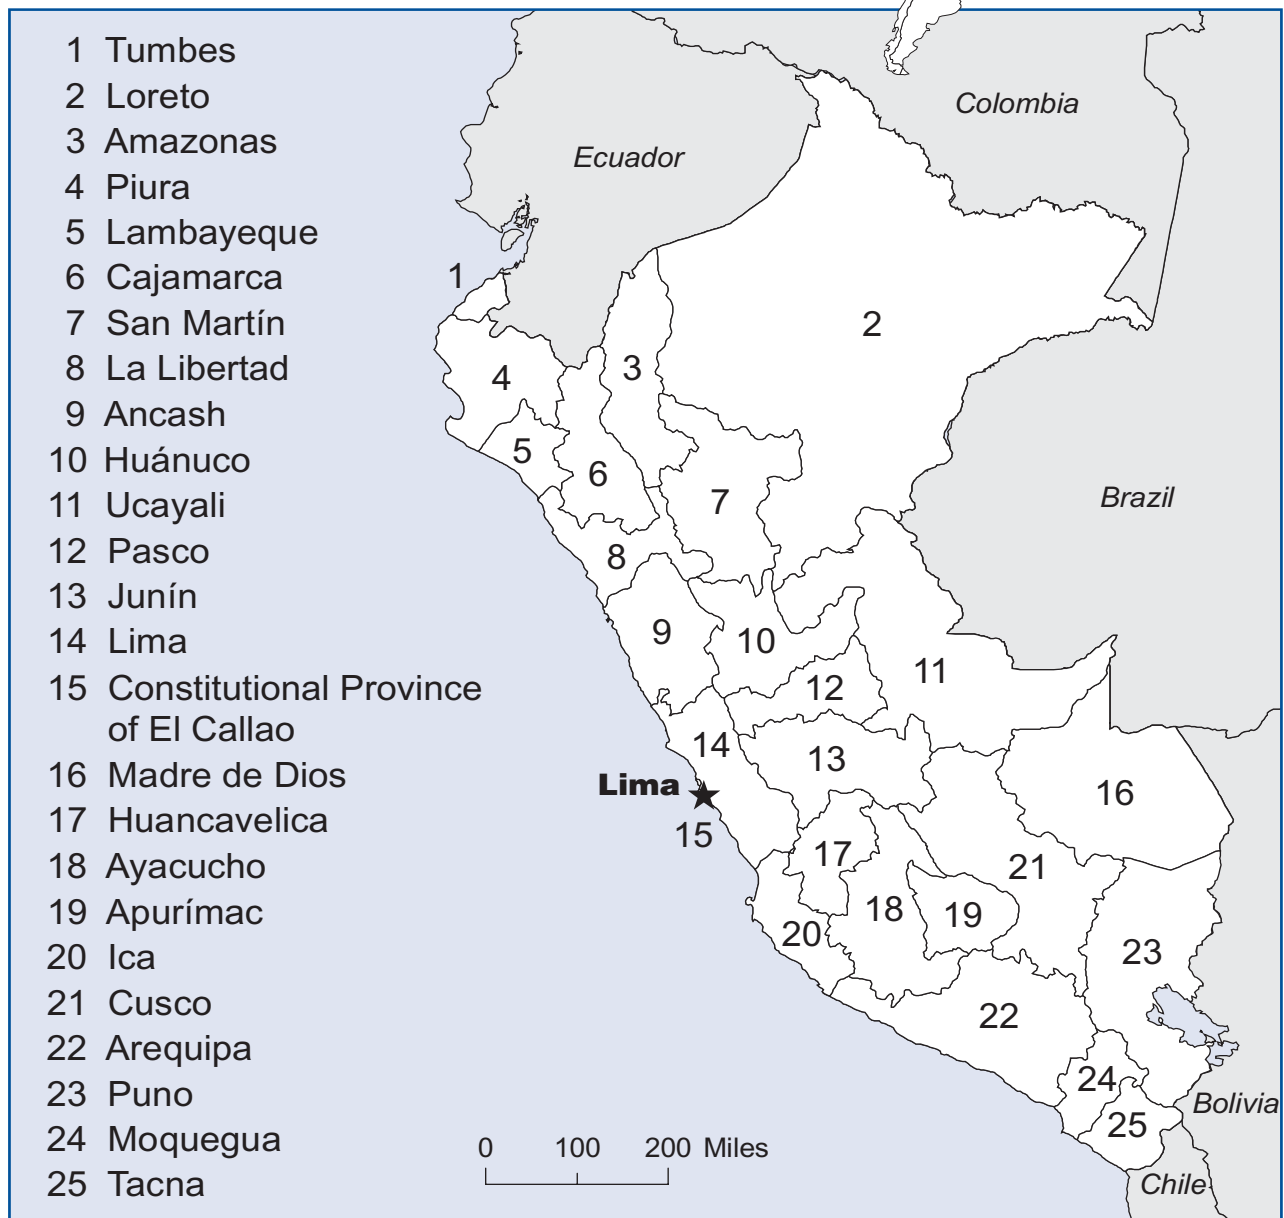 1 Tumbes
2 Loreto
3 Amazonas
4 Piura
5 Lambayeque
6 Cajamarca
7 San Martín
8 La Libertad
9 Ancash
10 Huánuco
11 Ucayali
12 Pasco
13 Junín
14 Lima
15 Constitutional Province
of El Callao
16 Madre de Dios
17 Huancavelica
18 Ayacucho
19 Apurímac
20 Ica
21 Cusco
22 Arequipa
23 Puno
24 Moquegua
25 Tacna
Colombia
Ecuador
1
2
3
4
5
6
7
Brazil
8
9
10
11
12
14
13
Lima
16
15
17
21
18
19
20
23
22
24
25
Bolivia
Chile
0 100 200 Miles